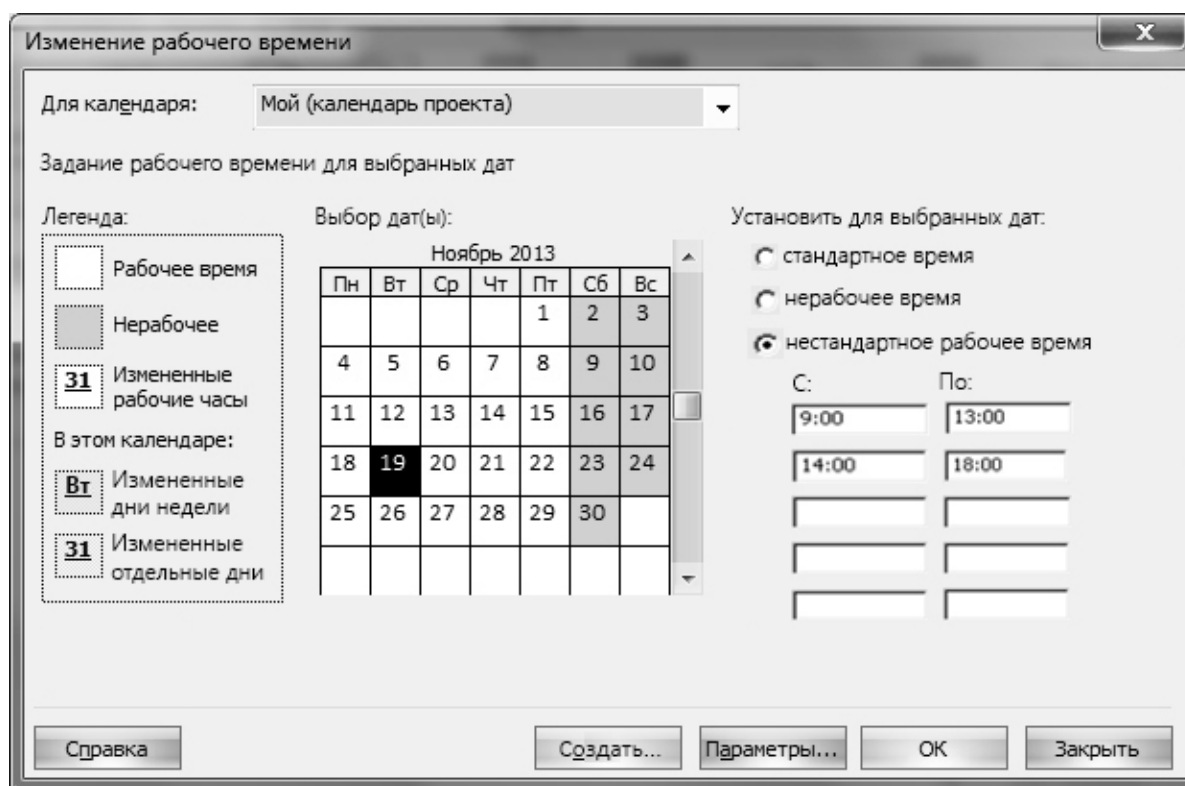 Изменение рабочего времени
X
Для календаря: Мой (календарь проекта)
Задание рабочего времени для выбранных дат
Легенда:
Рабочее время
Нерабочее
31 Измененные
рабочие часы
В этом календаре:
Вт Измененные
дни недели
31 Измененные
отдельные дни
Выбор дат(ы):
Ноябрь 2013
Пн Вт Ср Чт Пт Сб Вс
1 2 3
4 5 6 7 8 9 10
11 12 13 14 15 16 17
18 19 20 21 22 23 24
25 26 27 28 29 30
Установить для выбранных дат:
стандартное время
нерабочее время
нестандартное рабочее время
С: По:
9:00 13:00
14:00 18:00
Справка Создать... Параметры... ОК Закрыть